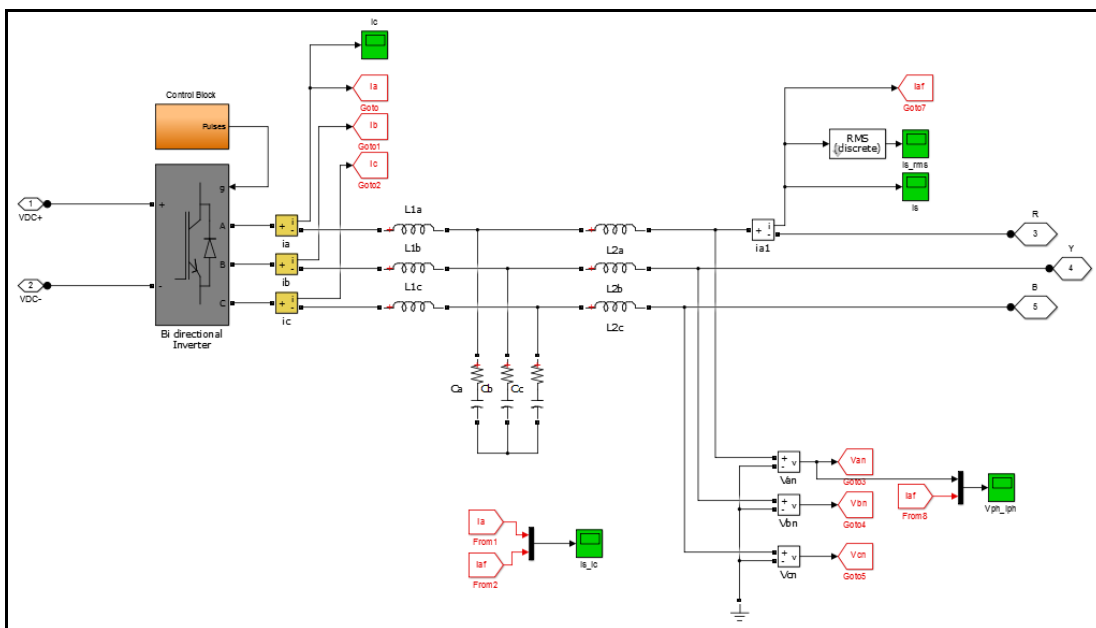 Ic
Control Block
Pulses
Ia
Goto
Ib
Goto1
Ic
Goto2
Iaf
Goto7
RMS
(discrete)
Is_rms
Is
g
+
-
A
B
C
Bi directional
Inverter
1
VDC+
2
VDC-
+
i
-
ia
+
i
-
ib
+
i
-
ic
L1a
L1b
L1c
L2a
L2b
L2c
+
i
-
ia1
R
3
Y
4
B
5
Ca
Cb
Cc
+
-
v
Van
Van
Goto3
+
-
v
Vbn
Vbn
Goto4
+
-
v
Vcn
Vcn
Goto5
Iaf
From8
Vph_Iph
Ia
From1
Iaf
From2
Is_Ic